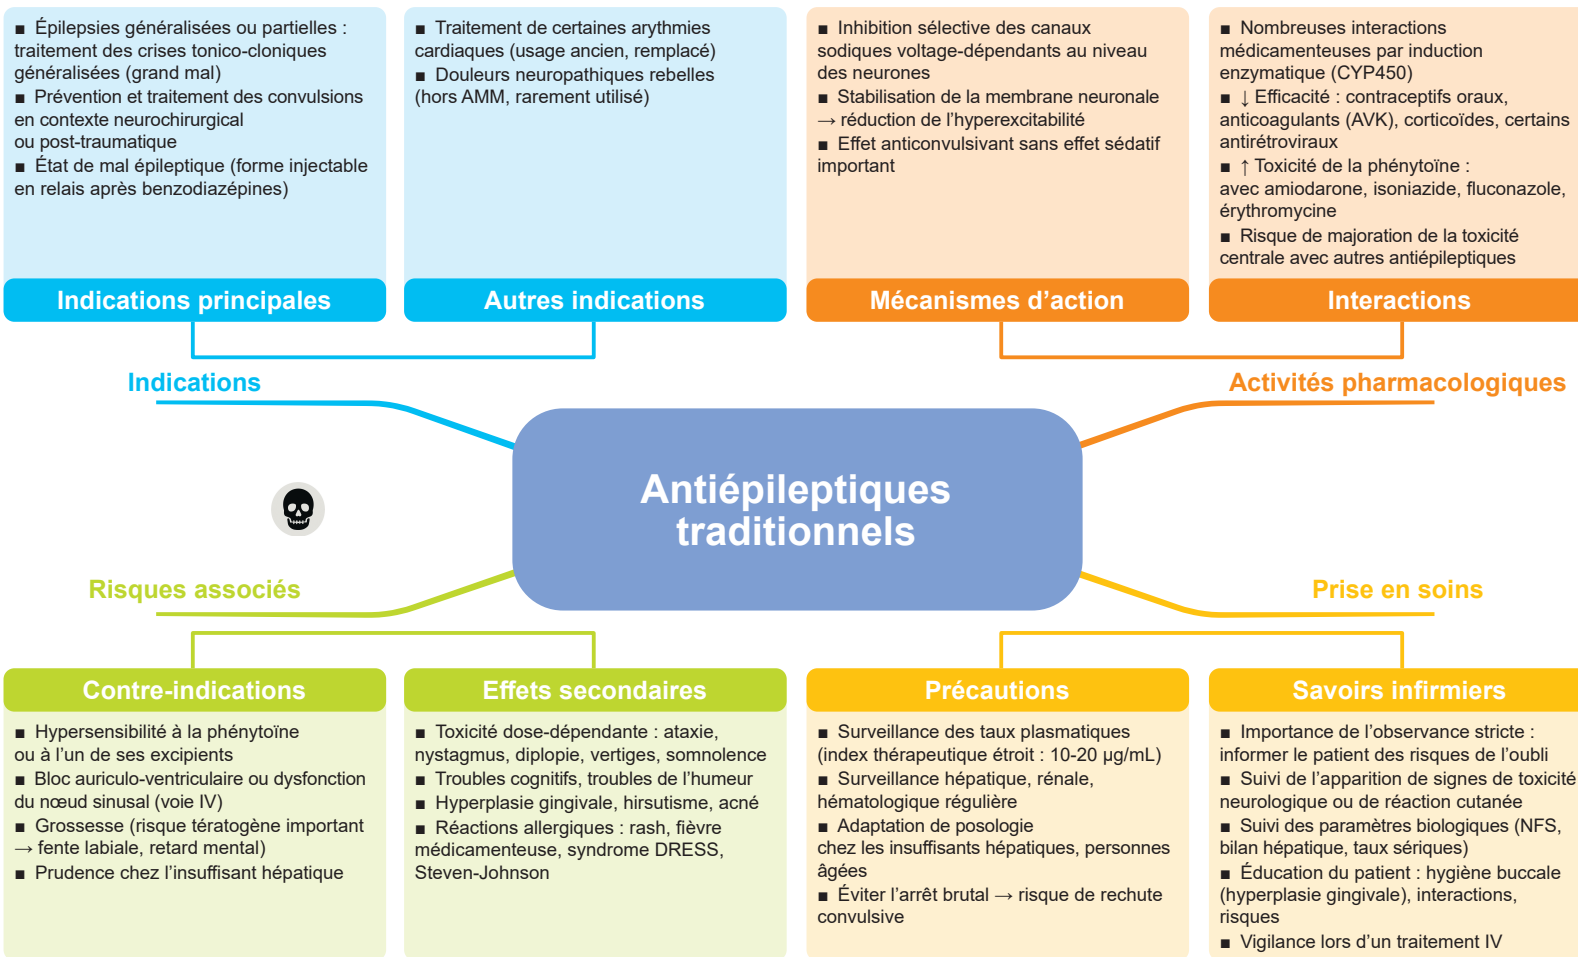 ■ Épilepsies généralisées ou partielles :
traitement des crises tonico-cloniques
généralisées (grand mal)
■ Prévention et traitement des convulsions
en contexte neurochirurgical
ou post-traumatique
■ État de mal épileptique (forme injectable
en relais après benzodiazépines)
Indications principales
■ Traitement de certaines arythmies
cardiaques (usage ancien, remplacé)
■ Douleurs neuropathiques rebelles
(hors AMM, rarement utilisé)
Autres indications
■ Inhibition sélective des canaux
sodiques voltage-dépendants au niveau
des neurones
■ Stabilisation de la membrane neuronale
→ réduction de l’hyperexcitabilité
■ Effet anticonvulsivant sans effet sédatif
important
Mécanismes d’action
■ Nombreuses interactions
médicamenteuses par induction
enzymatique (CYP450)
■ ↓ Efficacité : contraceptifs oraux,
anticoagulants (AVK), corticoïdes, certains
antirétroviraux
■ ↑ Toxicité de la phénytoïne :
avec amiodarone, isoniazide, fluconazole,
érythromycine
■ Risque de majoration de la toxicité
centrale avec autres antiépileptiques
Interactions
Indications
Activités pharmacologiques
Antiépileptiques
traditionnels
Risques associés
Prise en soins
Contre-indications
■ Hypersensibilité à la phénytoïne
ou à l’un de ses excipients
■ Bloc auriculo-ventriculaire ou dysfonction
du nœud sinusal (voie IV)
■ Grossesse (risque tératogène important
→ fente labiale, retard mental)
■ Prudence chez l’insuffisant hépatique
Effets secondaires
■ Toxicité dose-dépendante : ataxie,
nystagmus, diplopie, vertiges, somnolence
■ Troubles cognitifs, troubles de l’humeur
■ Hyperplasie gingivale, hirsutisme, acné
■ Réactions allergiques : rash, fièvre
médicamenteuse, syndrome DRESS,
Steven-Johnson
Précautions
■ Surveillance des taux plasmatiques
(index thérapeutique étroit : 10-20 µg/mL)
■ Surveillance hépatique, rénale,
hématologique régulière
■ Adaptation de posologie
chez les insuffisants hépatiques, personnes
âgées
■ Éviter l’arrêt brutal → risque de rechute
convulsive
Savoirs infirmiers
■ Importance de l’observance stricte :
informer le patient des risques de l’oubli
■ Suivi de l’apparition de signes de toxicité
neurologique ou de réaction cutanée
■ Suivi des paramètres biologiques (NFS,
bilan hépatique, taux sériques)
■ Éducation du patient : hygiène buccale
(hyperplasie gingivale), interactions,
risques
■ Vigilance lors d’un traitement IV